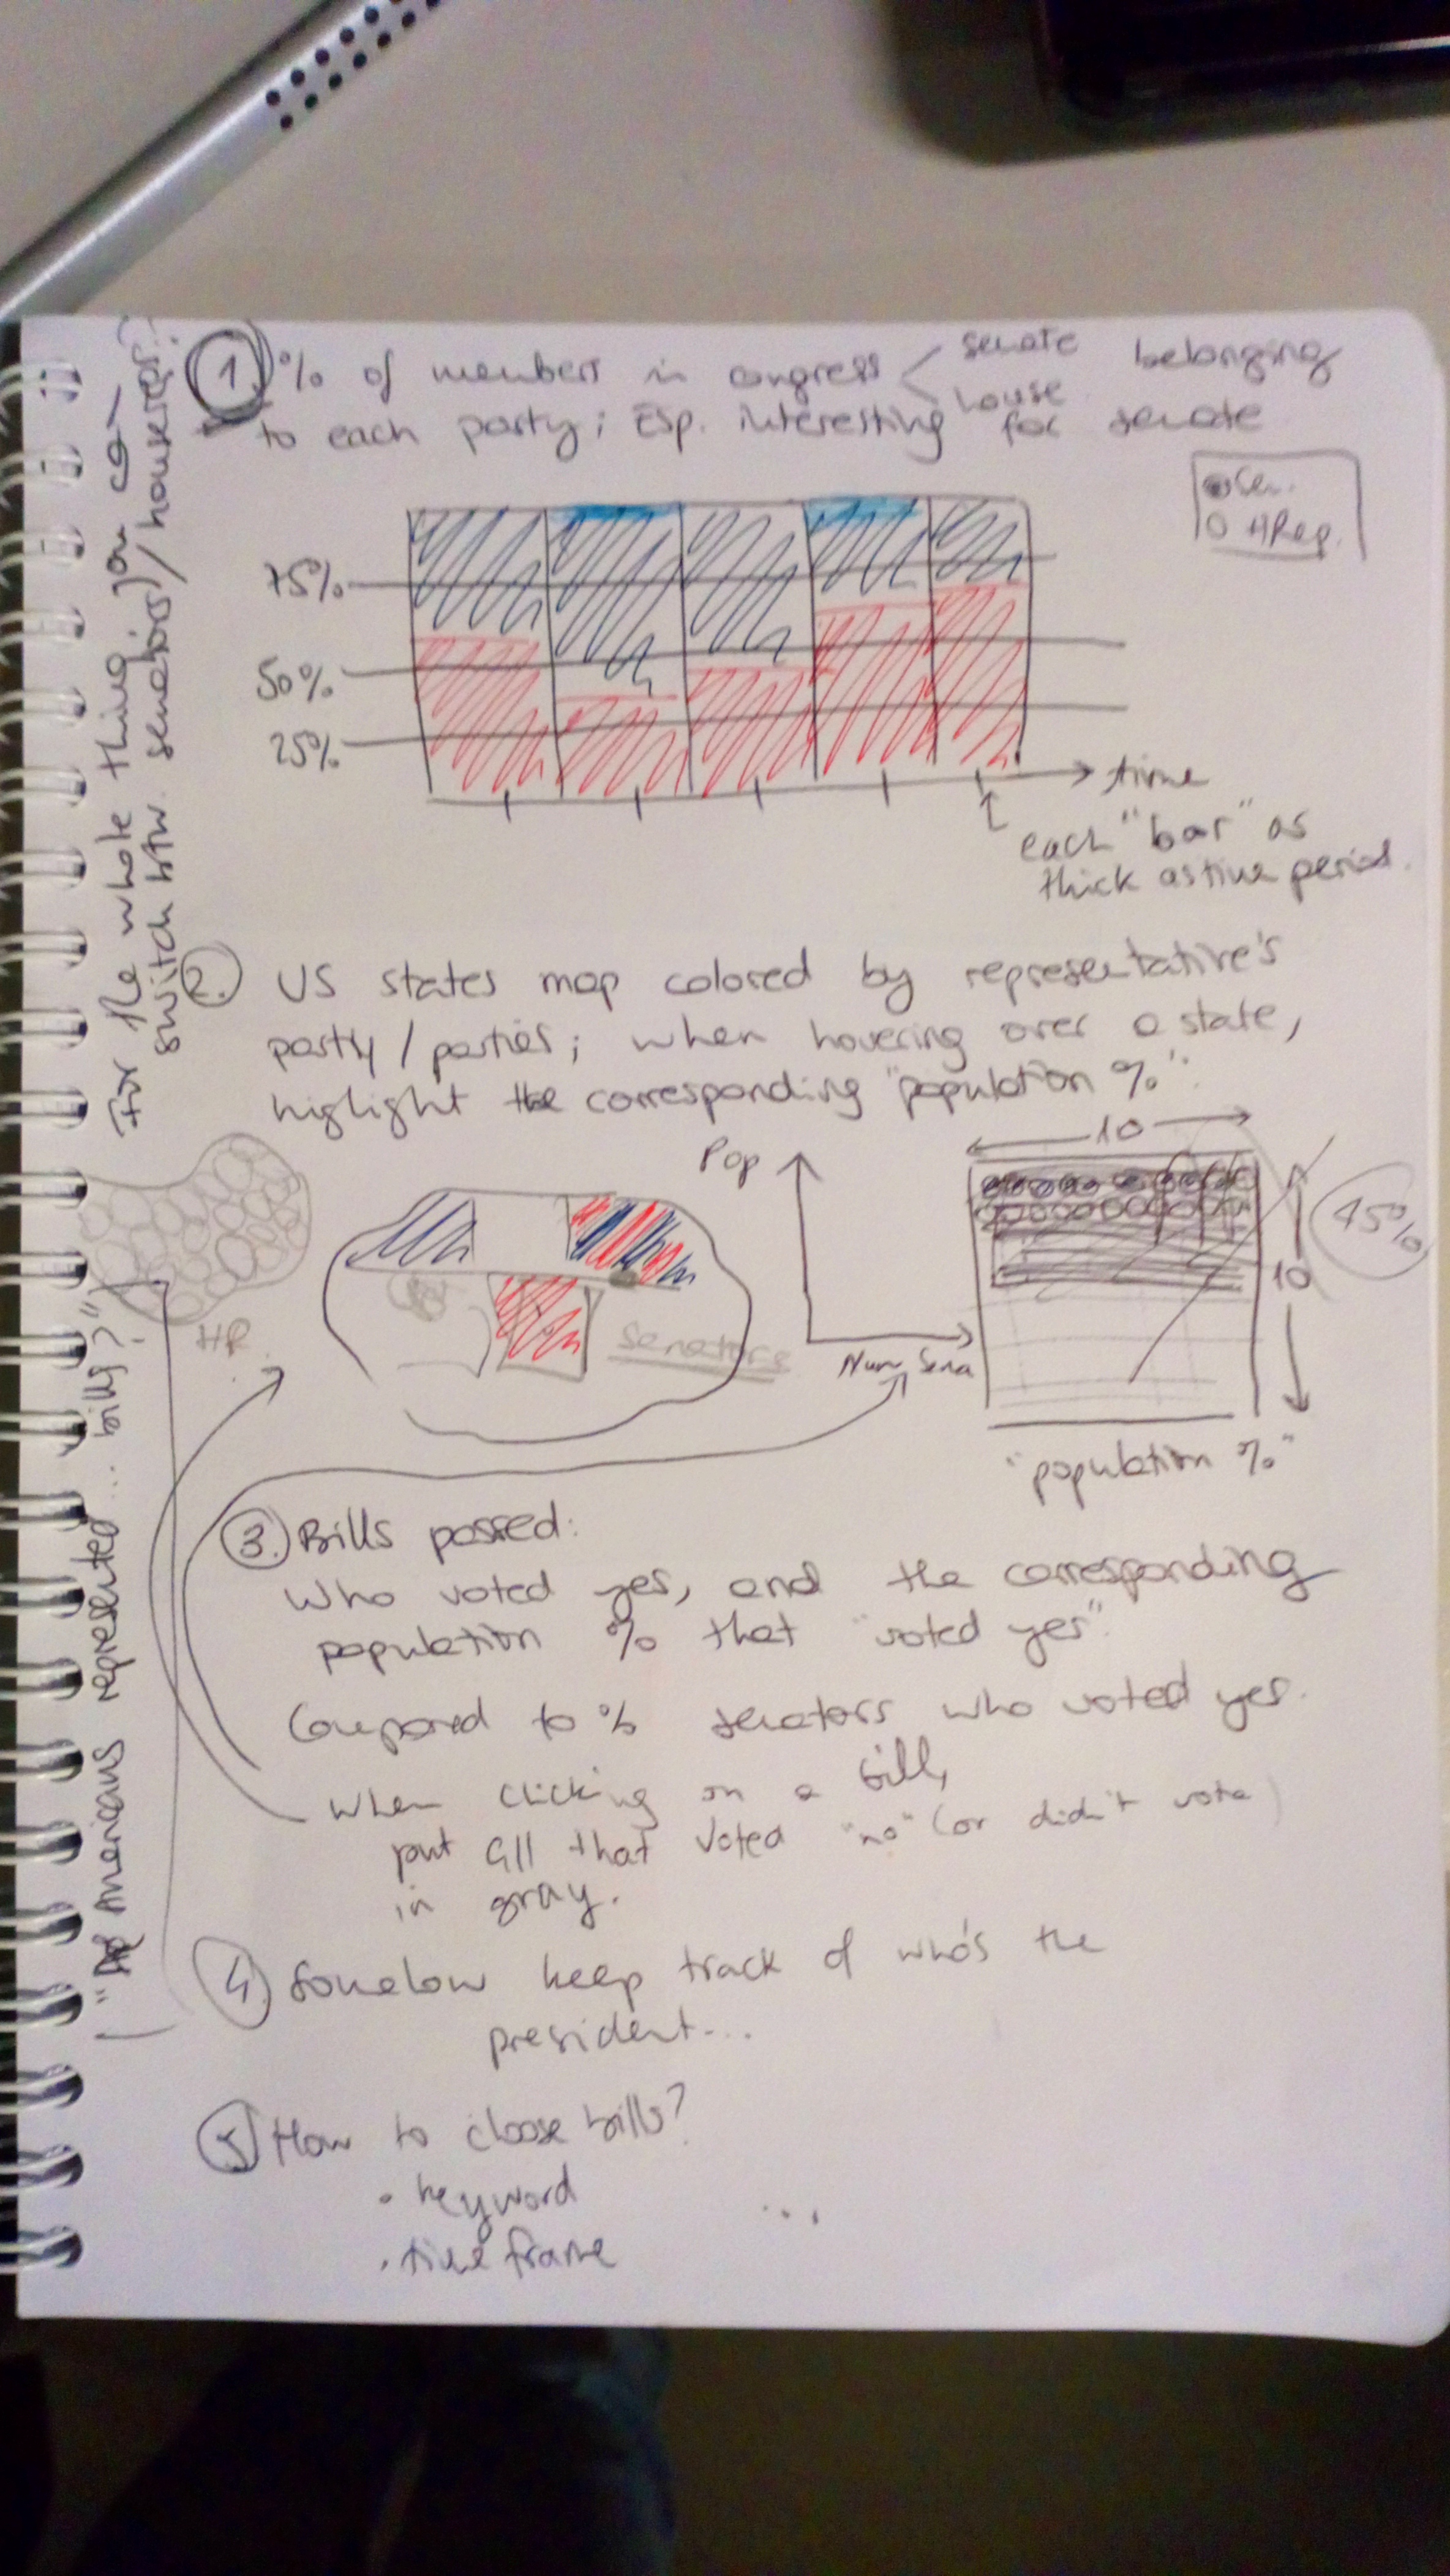 1. % of members in congress < senate belonging
house
to each party; Esp. interesting for senate
Sen.
HRep.
75%
50%
25%
time
each "bar" as
thick as time period.
2. US states map colored by representative's
party / parties; when hovering over a state,
highlight the corresponding "population %".
HR
senators
Pop
Num Sena
10
10
45%
"population %"
3. Bills passed:
Who voted yes, and the corresponding
population % that "voted yes".
Compared to % senators who voted yes.
When clicking on a bill,
put all that voted "no" (or didn't vote)
in gray.
4. Somehow keep track of who's the
president...
5. How to choose bills?
• keyword
...
• time frame
For the whole thing you can
switch btw. senators / houserep.
Americans represented ... bills?"